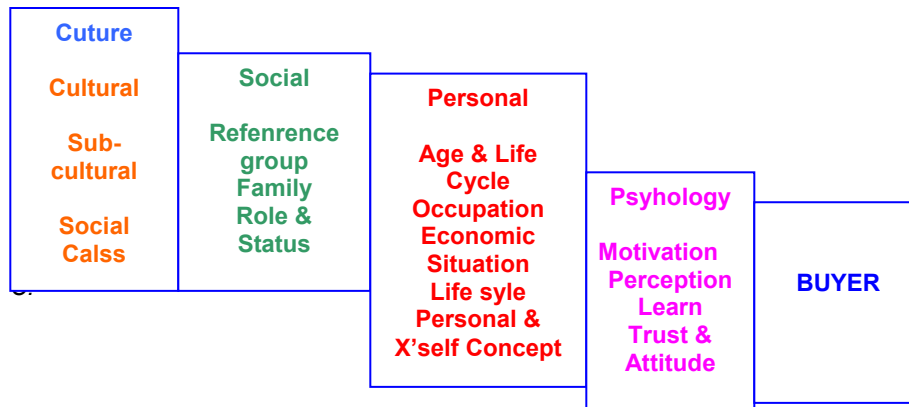 Cuture
Cultural
Sub-
cultural
Social
Calss
Social
Refenrence
group
Family
Role &
Status
Personal
Age & Life
Cycle
Occupation
Economic
Situation
Life syle
Personal &
X’self Concept
Psyhology
Motivation
Perception
Learn
Trust &
Attitude
BUYER